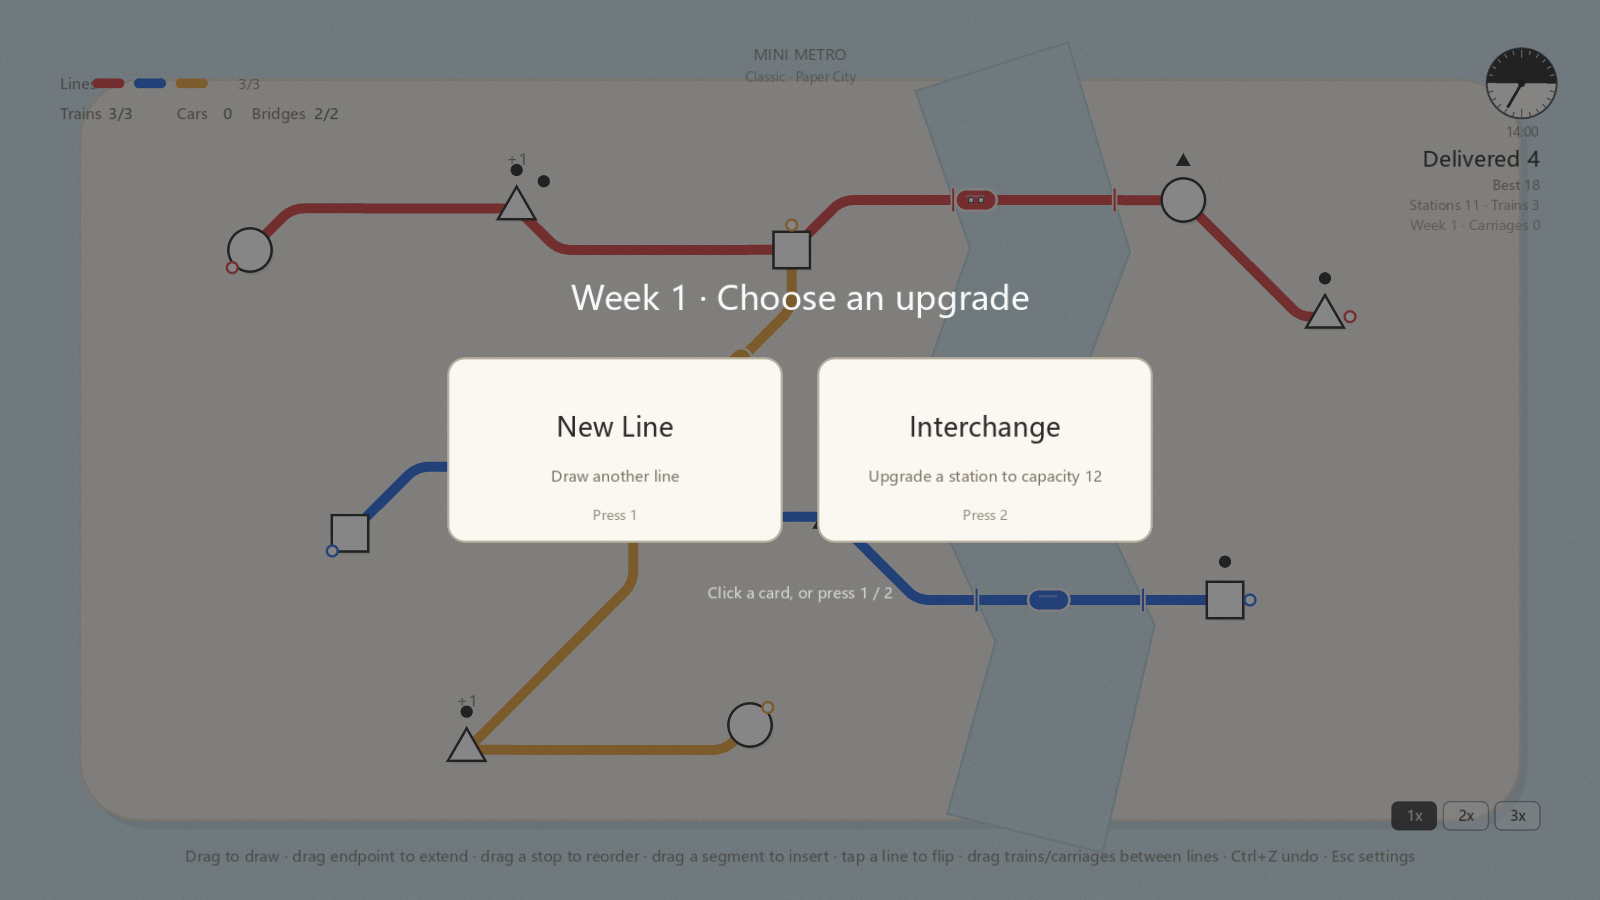 MINI METRO
Classic · Paper City
Lines 3/3
Trains 3/3 Cars 0 Bridges 2/2
14:00
Delivered 4
Best 18
Stations 11 · Trains 3
Week 1 · Carriages 0
+1
Week 1 · Choose an upgrade
New Line
Draw another line
Press 1
Interchange
Upgrade a station to capacity 12
Press 2
Click a card, or press 1 / 2
+1
1x 2x 3x
Drag to draw · drag endpoint to extend · drag a stop to reorder · drag a segment to insert · tap a line to flip · drag trains/carriages between lines · Ctrl+Z undo · Esc settings